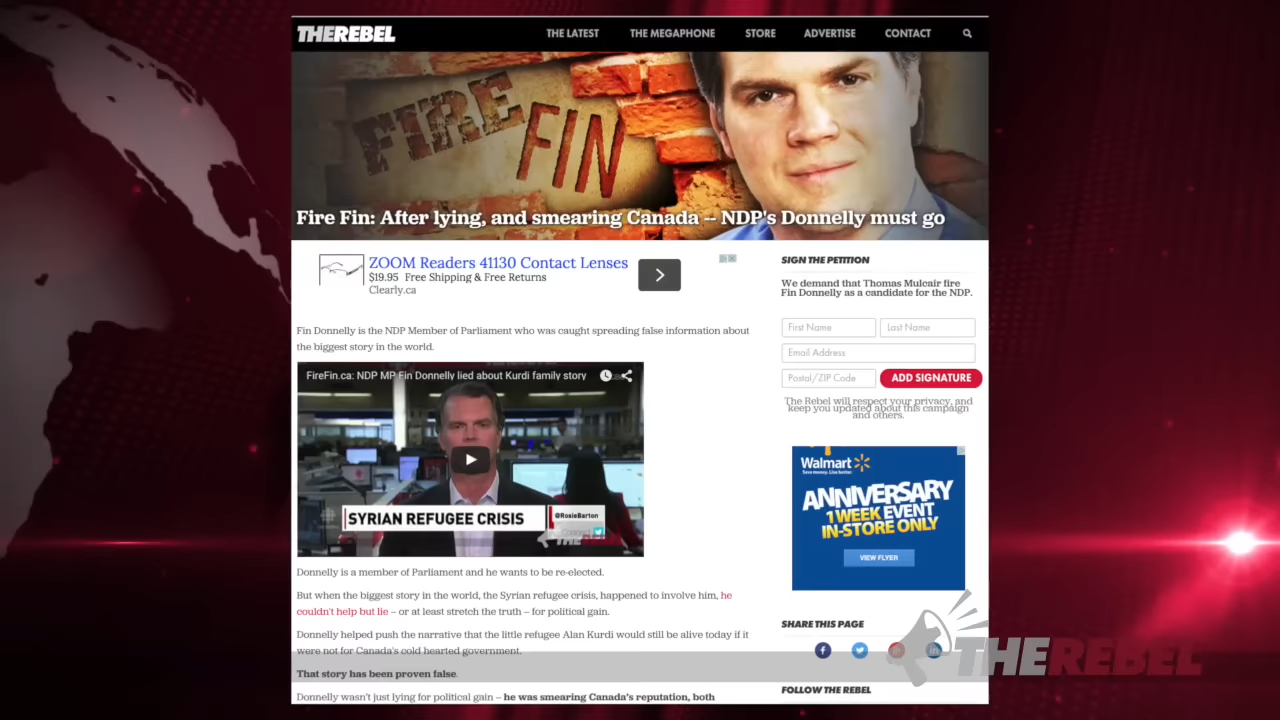 THEREBEL
THE LATEST
THE MEGAPHONE
STORE
ADVERTISE
CONTACT
FIRE
FIN
Fire Fin: After lying, and smearing Canada -- NDP's Donnelly must go
ZOOM Readers 41130 Contact Lenses
$19.95 Free Shipping & Free Returns
Clearly.ca
Fin Donnelly is the NDP Member of Parliament who was caught spreading false information about
the biggest story in the world.
FireFin.ca: NDP MP Fin Donnelly lied about Kurdi family story
SYRIAN REFUGEE CRISIS
@RosieBarton
Donnelly is a member of Parliament and he wants to be re-elected.
But when the biggest story in the world, the Syrian refugee crisis, happened to involve him, he
couldn't help but lie -- or at least stretch the truth -- for political gain.
Donnelly helped push the narrative that the little refugee Alan Kurdi would still be alive today if it
were not for Canada's cold hearted government.
That story has been proven false.
Donnelly wasn't just lying for political gain -- he was smearing Canada's reputation, both
SIGN THE PETITION
We demand that Thomas Mulcair fire
Fin Donnelly as a candidate for the NDP.
First Name
Last Name
Email Address
Postal/ZIP Code
ADD SIGNATURE
The Rebel will respect your privacy, and
keep you updated about this campaign
and others.
Walmart
Save money. Live better.
ANNIVERSARY
1 WEEK EVENT
IN-STORE ONLY
VIEW FLYER
SHARE THIS PAGE
FOLLOW THE REBEL
THEREBEL